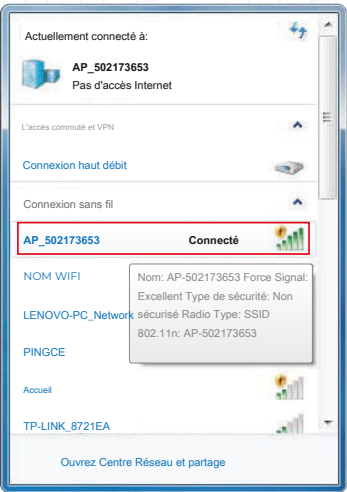 Actuellement connecté à:
AP_502173653
Pas d'accès Internet
L'accès commuté et VPN
Connexion haut débit
Connexion sans fil
AP_502173653 Connecté
NOM WIFI
Nom: AP-502173653 Force Signal:
Excellent Type de sécurité: Non
LENOVO-PC_Network
sécurisé Radio Type: SSID
802.11n: AP-502173653
PINGCE
Accueil
TP-LINK_8721EA
Ouvrez Centre Réseau et partage